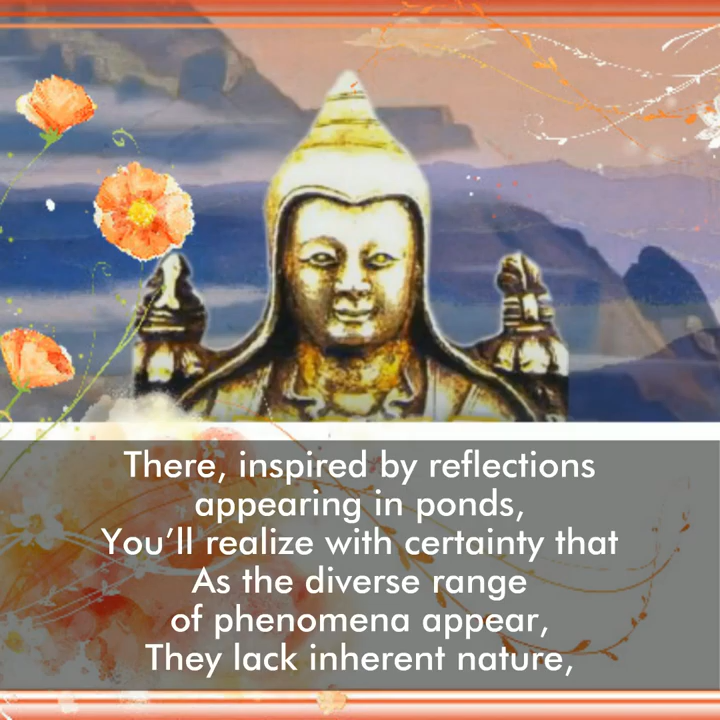 There, inspired by reflections
appearing in ponds,
You’ll realize with certainty that
As the diverse range
of phenomena appear,
They lack inherent nature,